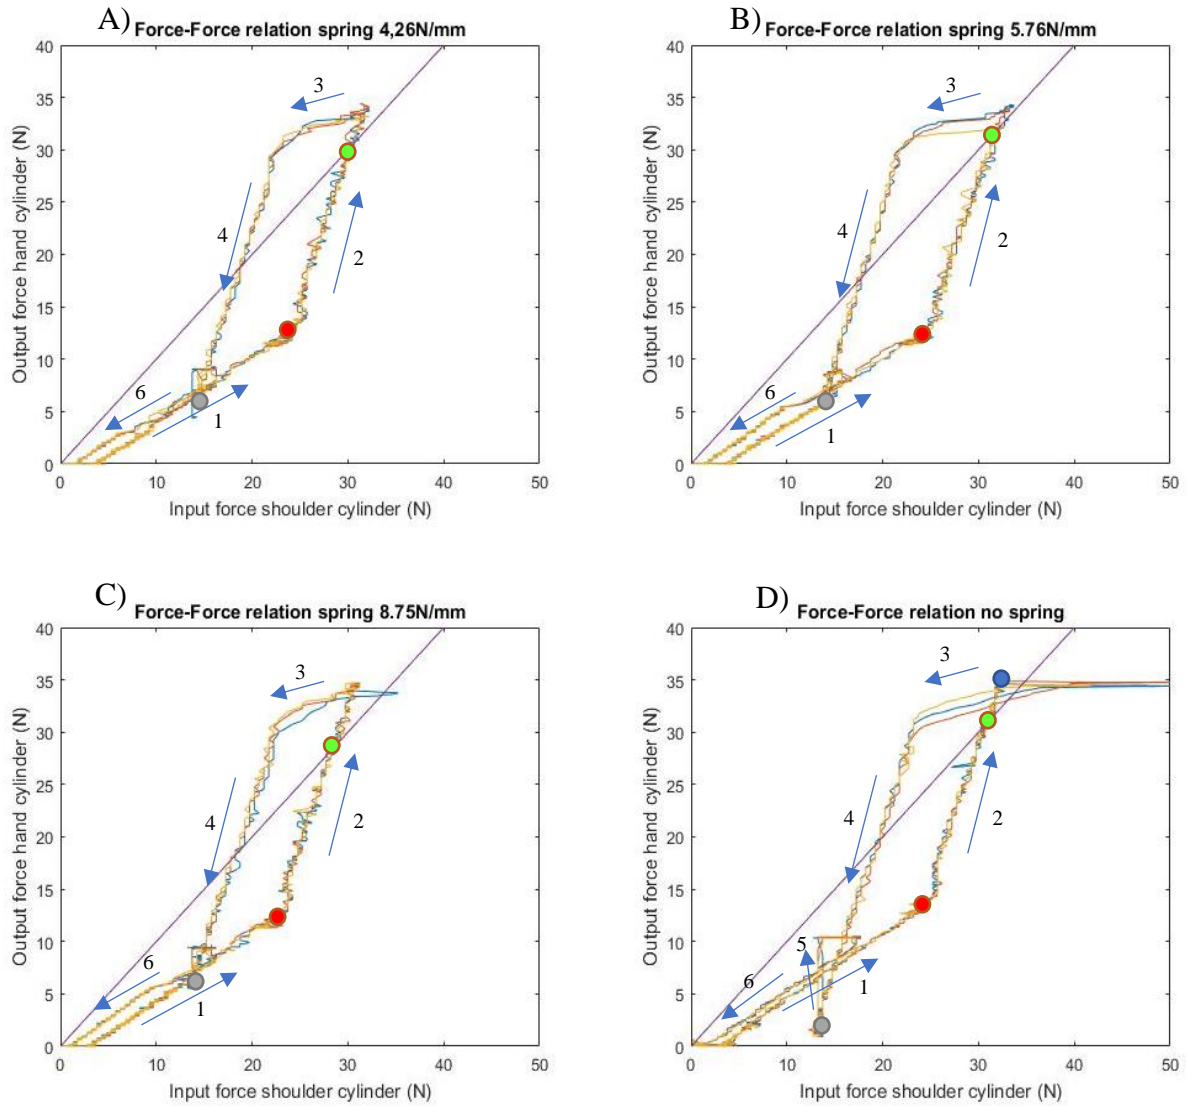 A)
Force-Force relation spring 4,26N/mm
40
35
30
25
20
15
10
5
0
Output force hand cylinder (N)
3
4
2
6
1
0 10 20 30 40 50
Input force shoulder cylinder (N)
B)
Force-Force relation spring 5.76N/mm
40
35
30
25
20
15
10
5
0
Output force hand cylinder (N)
3
4
2
6
1
0 10 20 30 40 50
Input force shoulder cylinder (N)
C)
Force-Force relation spring 8.75N/mm
40
35
30
25
20
15
10
5
0
Output force hand cylinder (N)
3
4
2
6
1
0 10 20 30 40 50
Input force shoulder cylinder (N)
D)
Force-Force relation no spring
40
35
30
25
20
15
10
5
0
Output force hand cylinder (N)
3
4
2
5
6
1
0 10 20 30 40 50
Input force shoulder cylinder (N)